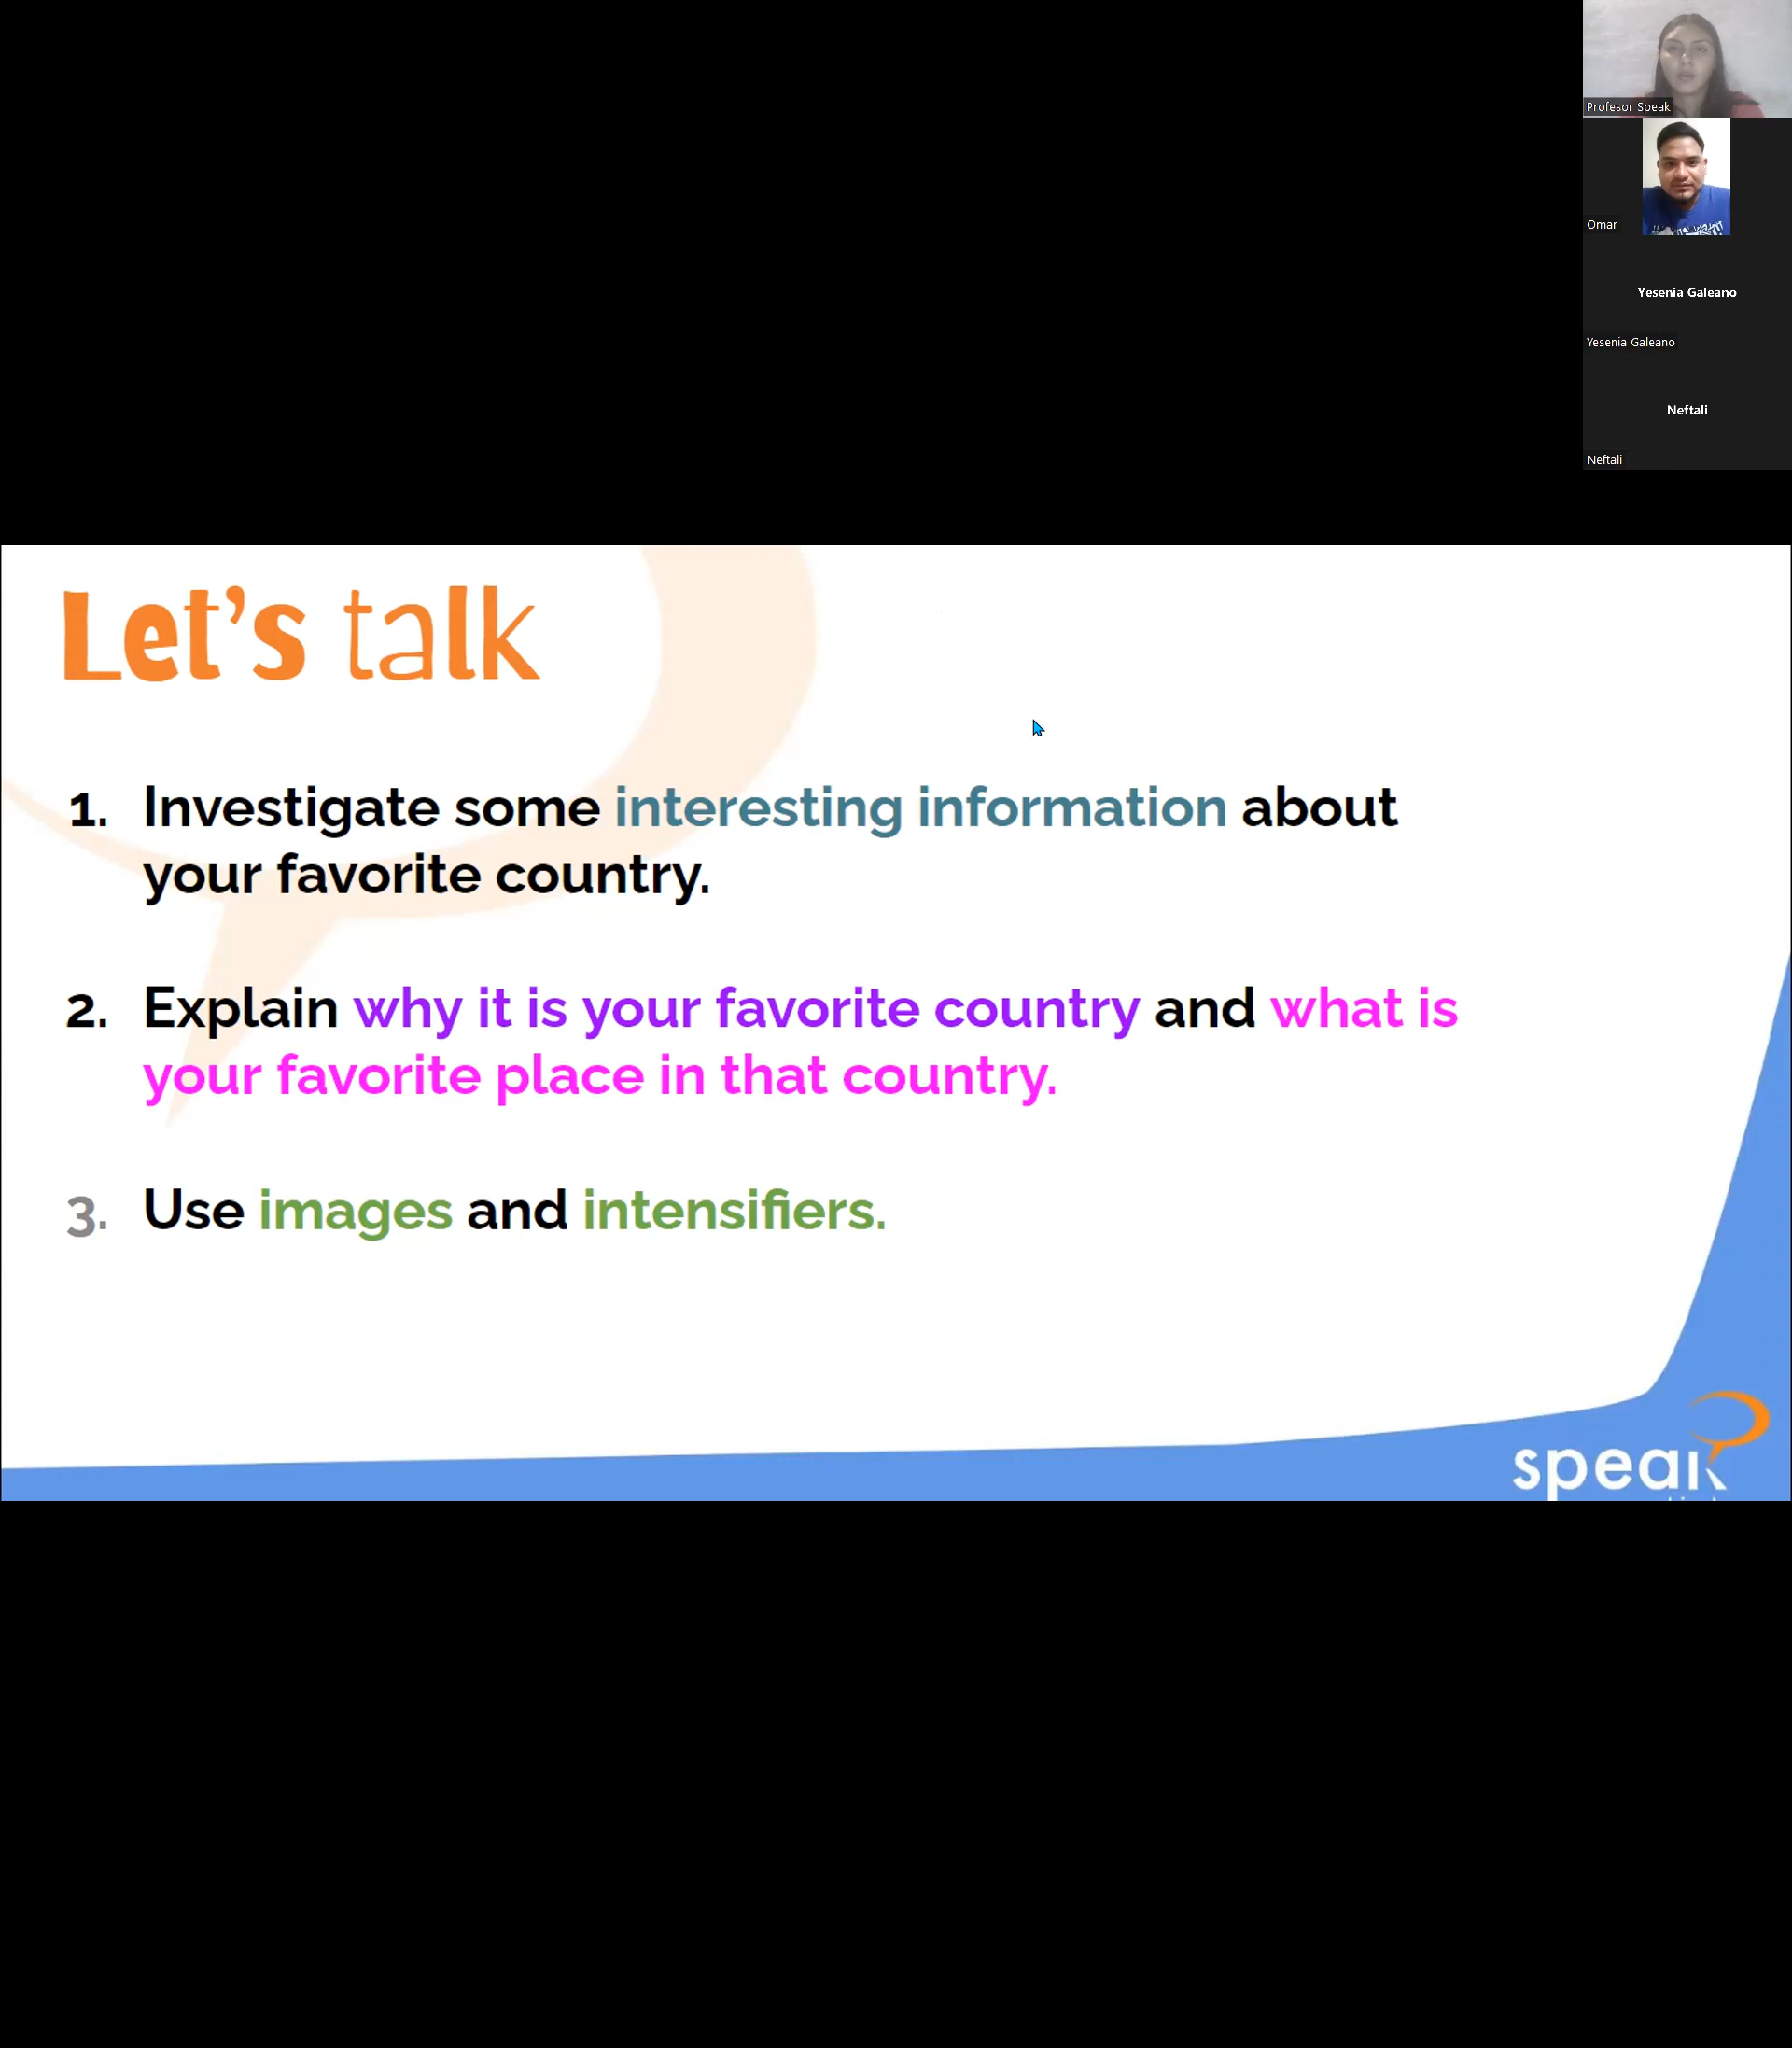 Profesor Speak
Omar
Yesenia Galeano
Yesenia Galeano
Neftali
Neftali
Let's talk
1. Investigate some interesting information about
your favorite country.
2. Explain why it is your favorite country and what is
your favorite place in that country.
3. Use images and intensifiers.
speak